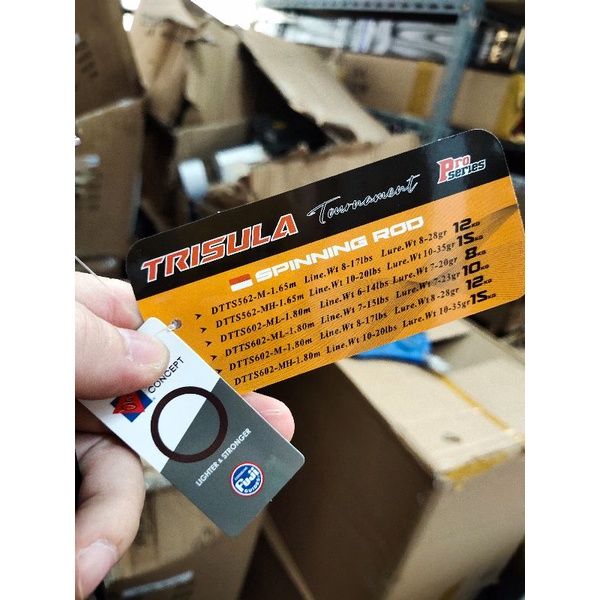 TRISULA Tournament Pro series
SPINNING ROD
DTTS562-M-1.65m Line.Wt 8-17lbs Lure.Wt 8-28gr 12KG
DTTS562-MH-1.65m Line.Wt 10-20lbs Lure.Wt 10-35gr 15KG
DTTS602-ML-1.80m Line.Wt 6-14lbs Lure.Wt 7-20gr 8KG
DTTS602-ML-1.80m Line.Wt 7-15lbs Lure.Wt 7-23gr 10KG
DTTS602-M-1.80m Line.Wt 8-17lbs Lure.Wt 8-28gr 12KG
DTTS602-MH-1.80m Line.Wt 10-20lbs Lure.Wt 10-35gr 15KG
CONCEPT
LIGHTER & STRONGER
Fuji